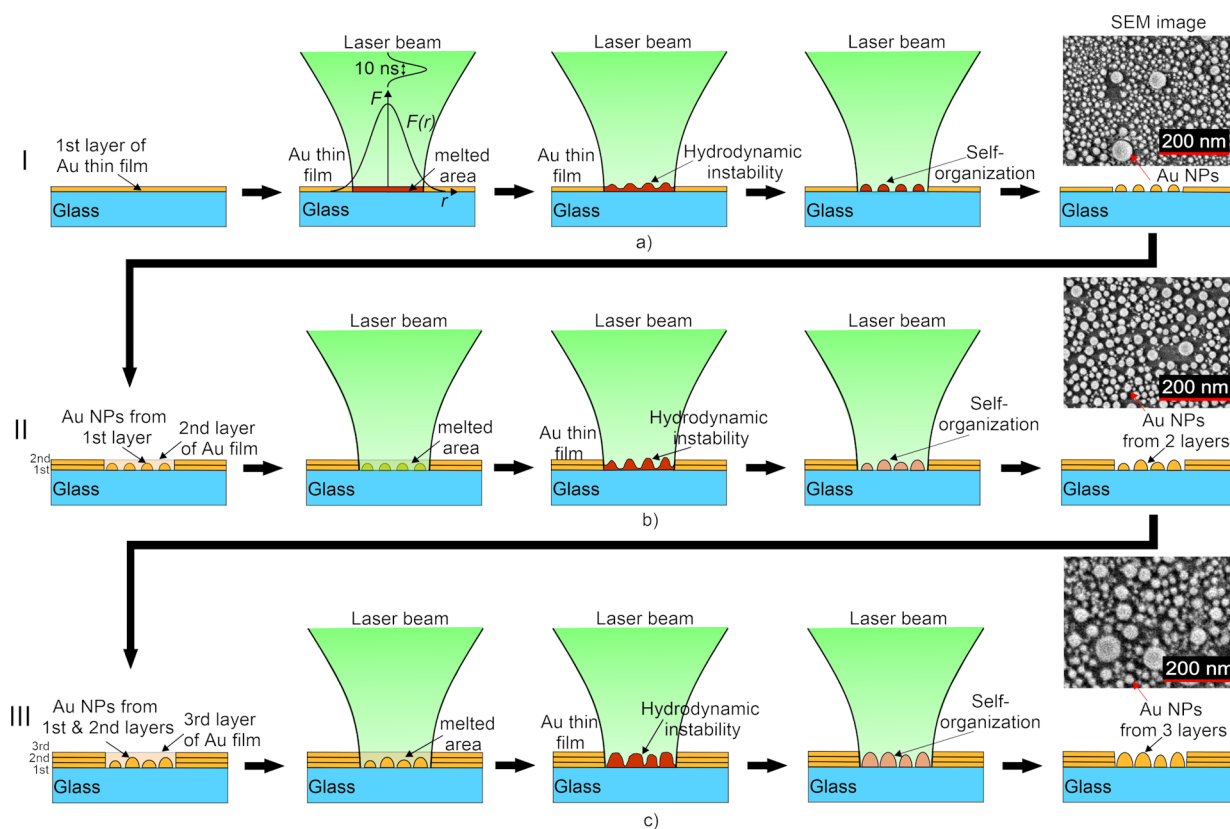 SEM image
Laser beam
Laser beam
Laser beam
10 ns
F
F(r)
200 nm
I
1st layer of
Au thin film
Au thin
film
melted
area
r
Au thin
film
Hydrodynamic
instability
Self-
organization
Au NPs
Glass
Glass
Glass
Glass
Glass
a)
Laser beam
Laser beam
Laser beam
200 nm
II
Au NPs from
1st layer
2nd layer
of Au film
melted
area
Au thin
film
Hydrodynamic
instability
Self-
organization
Au NPs
from 2 layers
2nd
1st
Glass
Glass
Glass
Glass
Glass
b)
Laser beam
Laser beam
Laser beam
200 nm
III
Au NPs from
1st & 2nd layers
3rd layer
of Au film
melted
area
Au thin
film
Hydrodynamic
instability
Self-
organization
Au NPs
from 3 layers
3rd
2nd
1st
Glass
Glass
Glass
Glass
Glass
c)